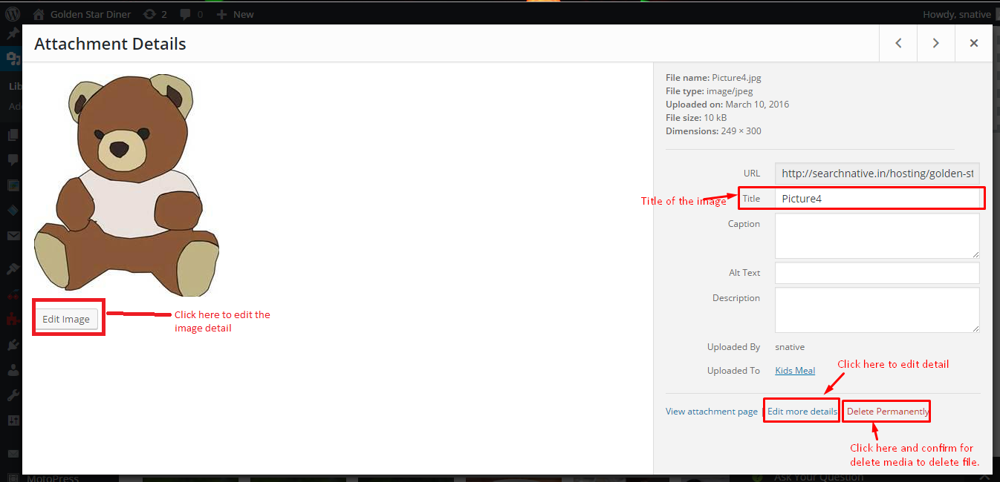 Golden Star Diner 2 0 New Howdy, snative
Attachment Details
File name: Picture4.jpg
File type: image/jpeg
Uploaded on: March 10, 2016
File size: 10 kB
Dimensions: 249 × 300
URL http://searchnative.in/hosting/golden-st
Title of the image Title Picture4
Caption
Alt Text
Description
Edit Image
Click here to edit the
image detail
Uploaded By snative
Uploaded To Kids Meal
Click here to edit detail
View attachment page | Edit more details Delete Permanently
Click here and confirm for
delete media to delete file.
Lib
Add
MotoPress
Ask Your Question